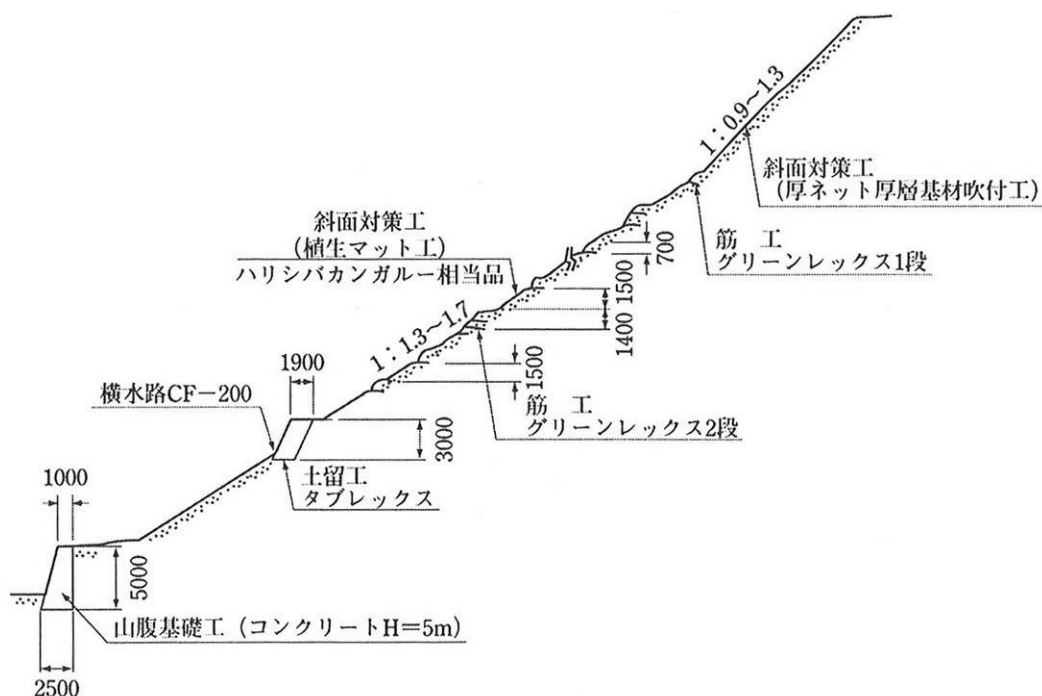 1：0.9～1.3
斜面対策工
（厚ネット厚層基材吹付工）
斜面対策工
（植生マット工）
ハリシバカンガルー相当品
筋　工
グリーンレックス1段
700
1500
1400
1：1.3～1.7
1500
1900
筋　工
グリーンレックス2段
横水路CF－200
3000
土留工
タブレックス
1000
5000
山腹基礎工（コンクリートH＝5m）
2500